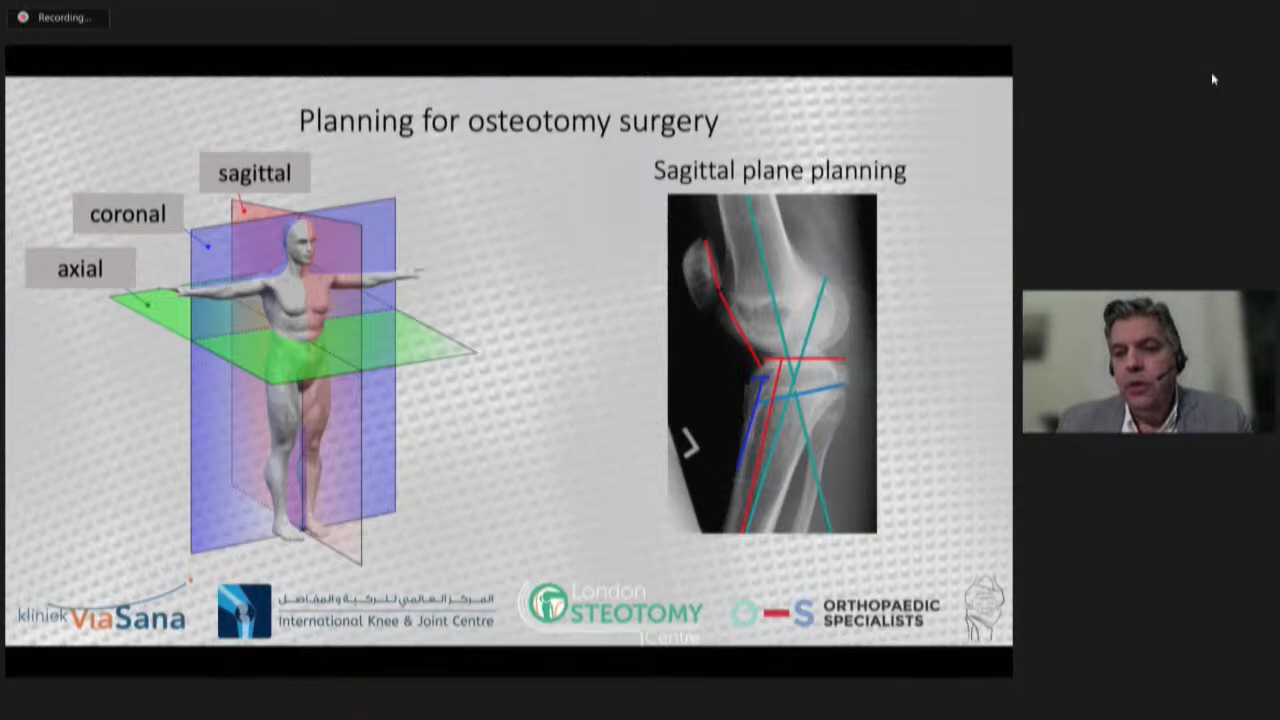 Recording...
Planning for osteotomy surgery
sagittal
coronal
axial
Sagittal plane planning
kliniek ViaSana
المركز العالمي للركبة والمفاصل
International Knee & Joint Centre
London
OSTEOTOMY
Centre
ORTHOPAEDIC
SPECIALISTS